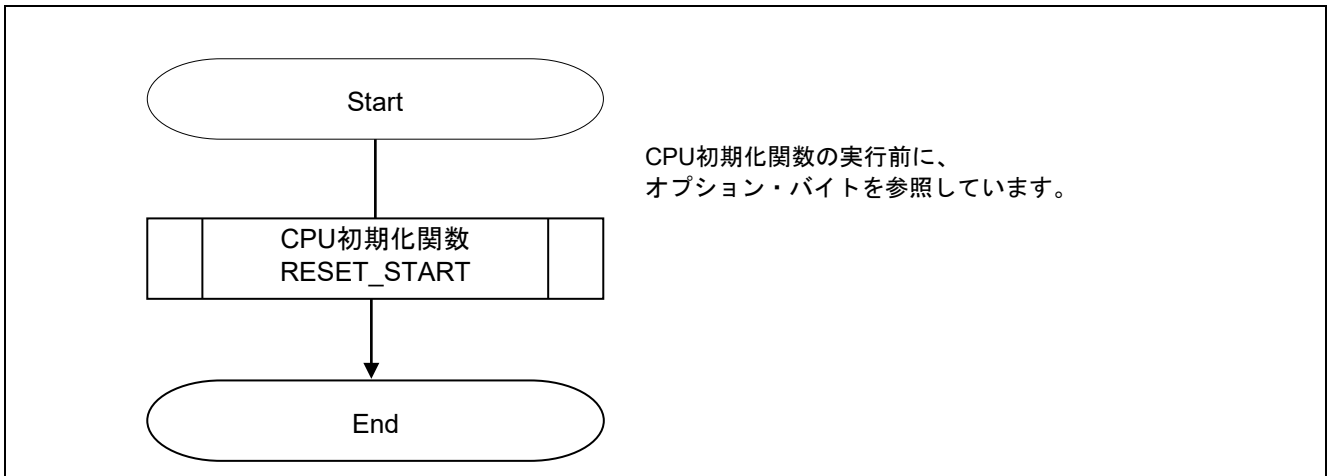 Start
CPU初期化関数の実行前に、
オプション・バイトを参照しています。
CPU初期化関数
RESET_START
End